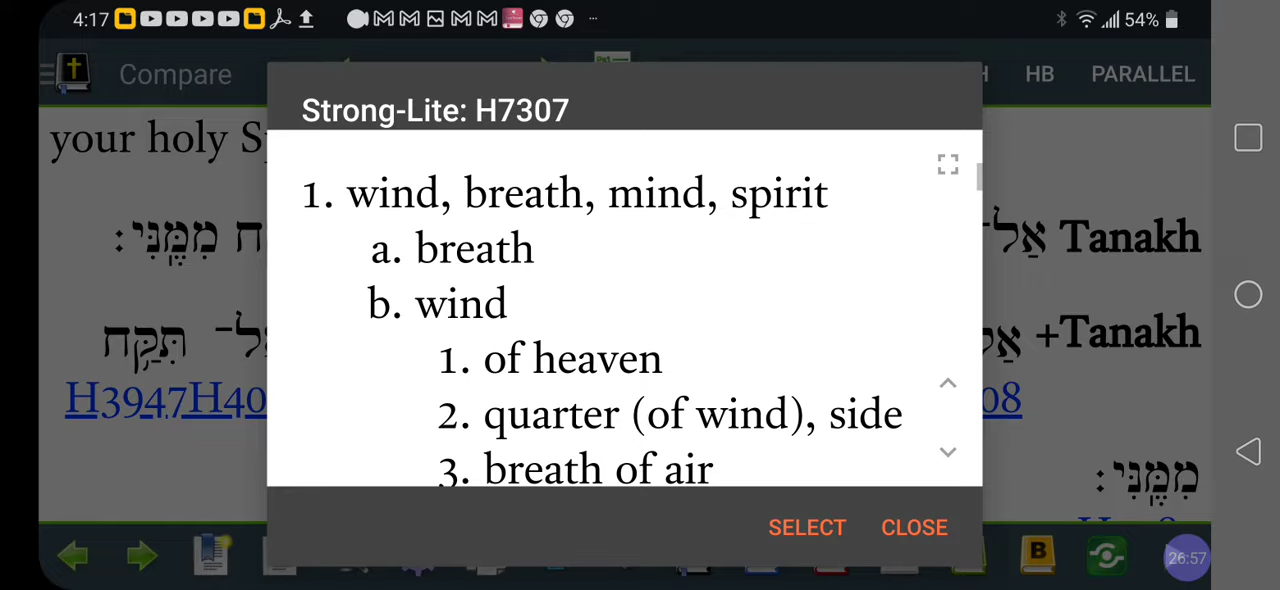 4:17 54%
Compare HB PARALLEL
Strong-Lite: H7307
your holy
1. wind, breath, mind, spirit
a. breath
b. wind
1. of heaven
2. quarter (of wind), side
3. breath of air
Tanakh אַל־
מִמֶּֽנִּי׃
+Tanakh
תִּקַּ֥ח
H3947
מִמֶּֽנִּי׃
SELECT CLOSE
B
26:57